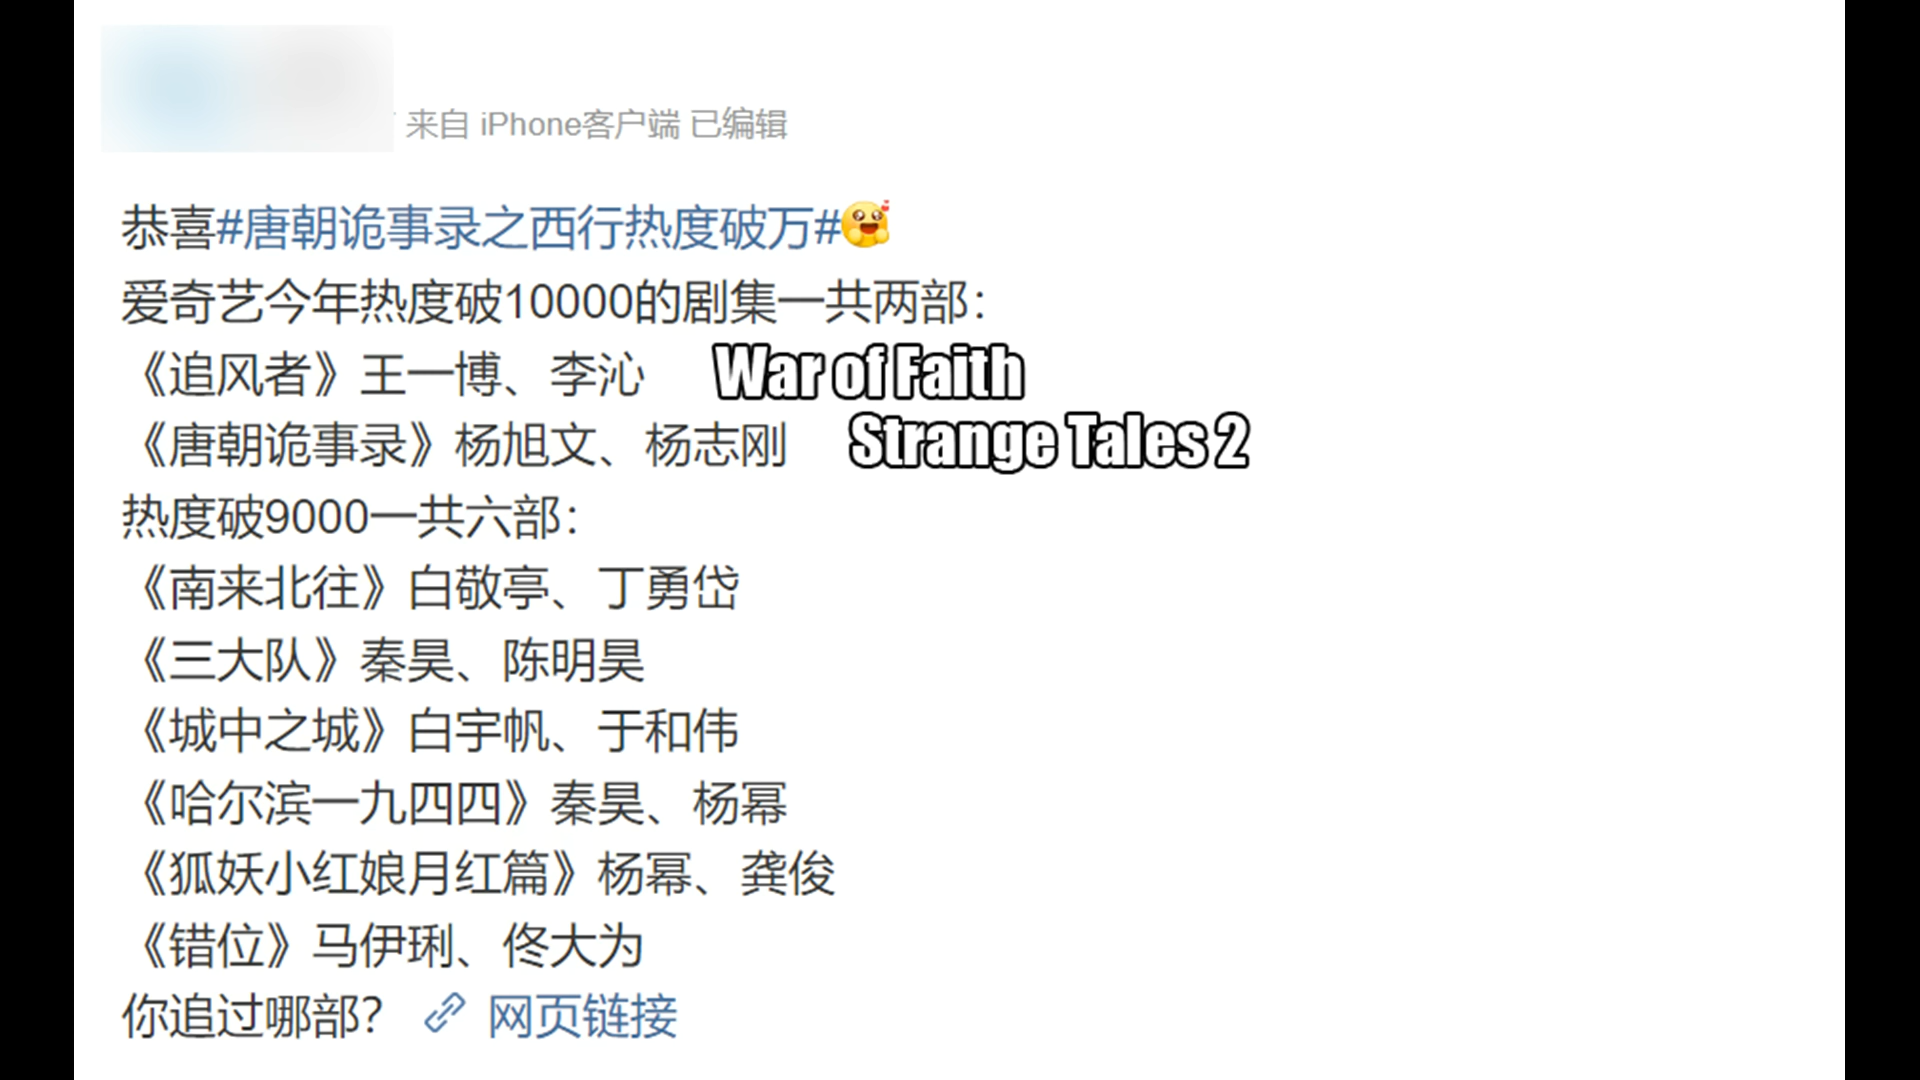 来自 iPhone客户端 已编辑
恭喜#唐朝诡事录之西行热度破万#
爱奇艺今年热度破10000的剧集一共两部：
《追风者》王一博、李沁 War of Faith
《唐朝诡事录》杨旭文、杨志刚 Strange Tales 2
热度破9000一共六部：
《南来北往》白敬亭、丁勇岱
《三大队》秦昊、陈明昊
《城中之城》白宇帆、于和伟
《哈尔滨一九四四》秦昊、杨幂
《狐妖小红娘月红篇》杨幂、龚俊
《错位》马伊琍、佟大为
你追过哪部？ 网页链接